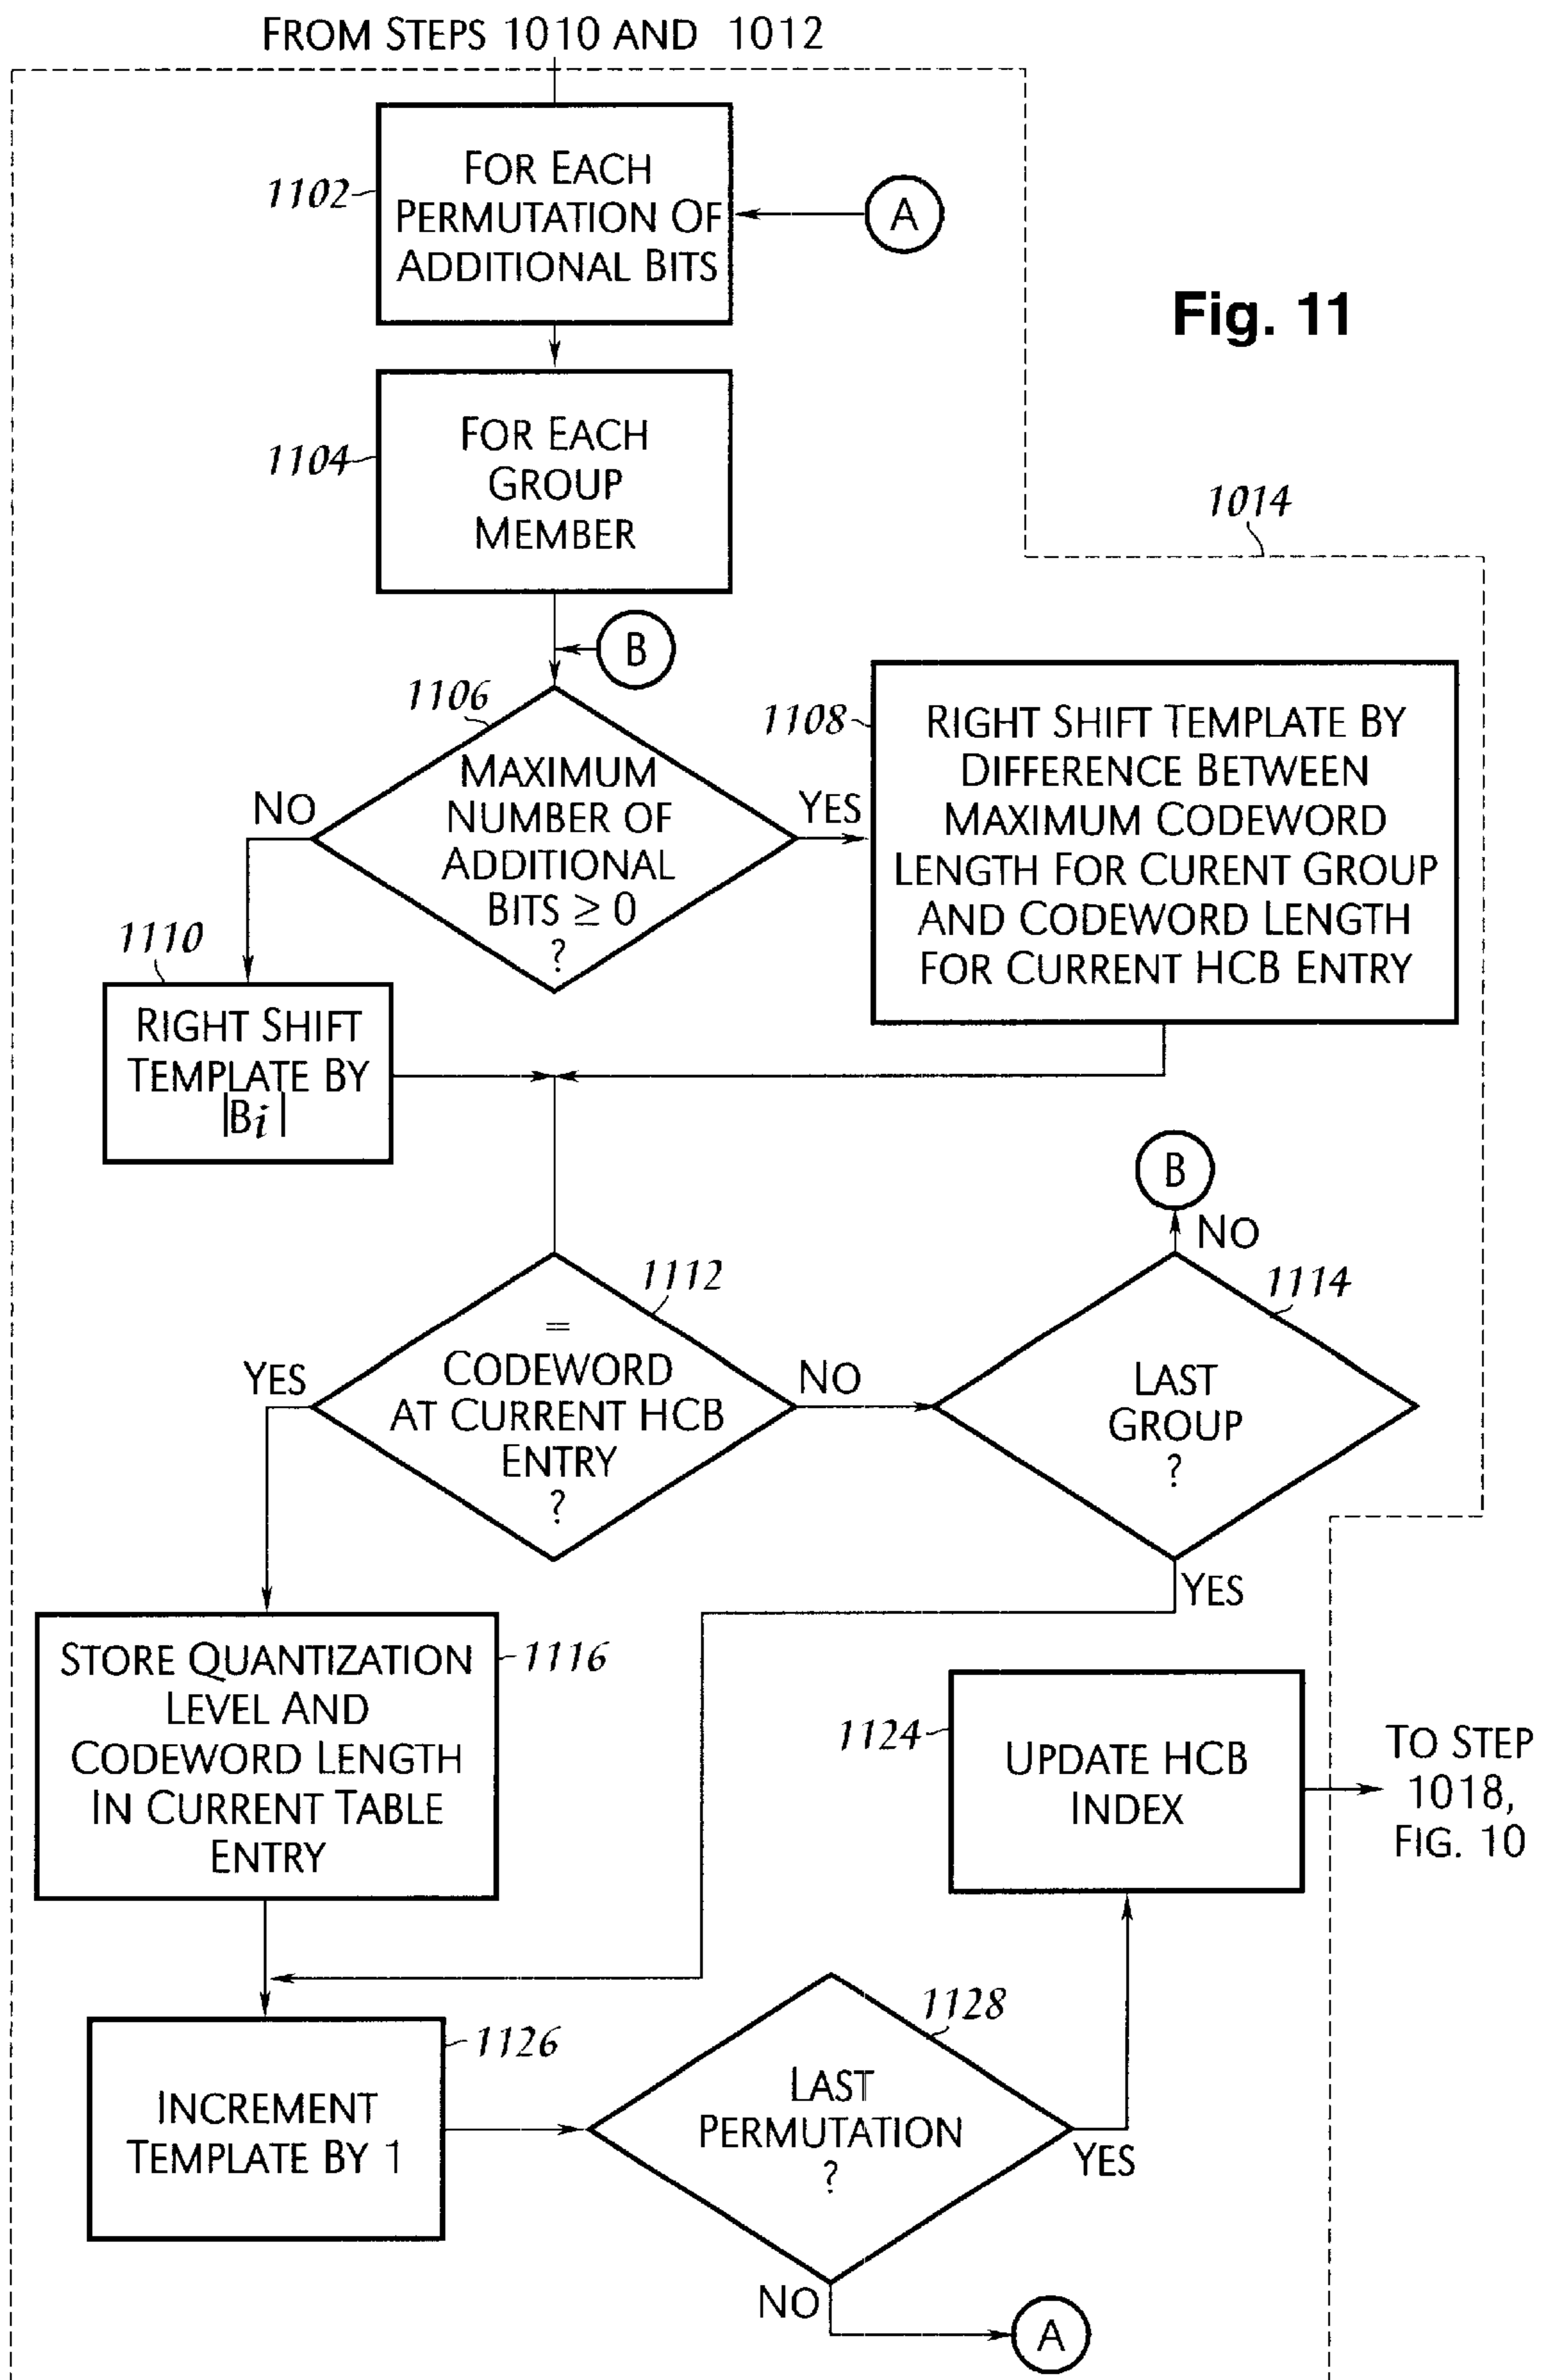 FROM STEPS 1010 AND 1012
1102
FOR EACH
PERMUTATION OF
ADDITIONAL BITS
A
Fig. 11
1104
FOR EACH
GROUP
MEMBER
1014
B
1106
MAXIMUM
NUMBER OF
ADDITIONAL
BITS ≥ 0
?
NO
YES
1108
RIGHT SHIFT TEMPLATE BY
DIFFERENCE BETWEEN
MAXIMUM CODEWORD
LENGTH FOR CURENT GROUP
AND CODEWORD LENGTH
FOR CURRENT HCB ENTRY
1110
RIGHT SHIFT
TEMPLATE BY
|Bi|
B
NO
1112
=
CODEWORD
AT CURRENT HCB
ENTRY
?
YES
NO
1114
LAST
GROUP
?
YES
1116
STORE QUANTIZATION
LEVEL AND
CODEWORD LENGTH
IN CURRENT TABLE
ENTRY
1124
UPDATE HCB
INDEX
TO STEP
1018,
FIG. 10
1126
INCREMENT
TEMPLATE BY 1
1128
LAST
PERMUTATION
?
YES
NO
A